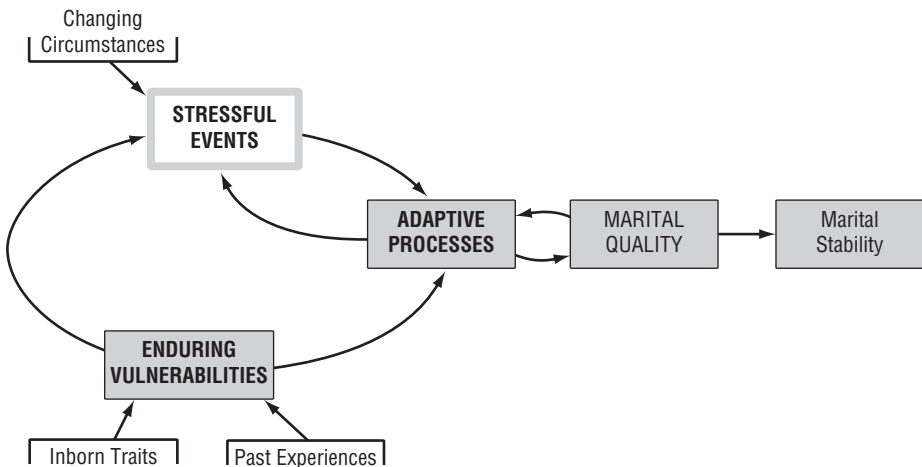 Changing
Circumstances
STRESSFUL
EVENTS
ADAPTIVE
PROCESSES
MARITAL
QUALITY
Marital
Stability
ENDURING
VULNERABILITIES
Inborn Traits
Past Experiences